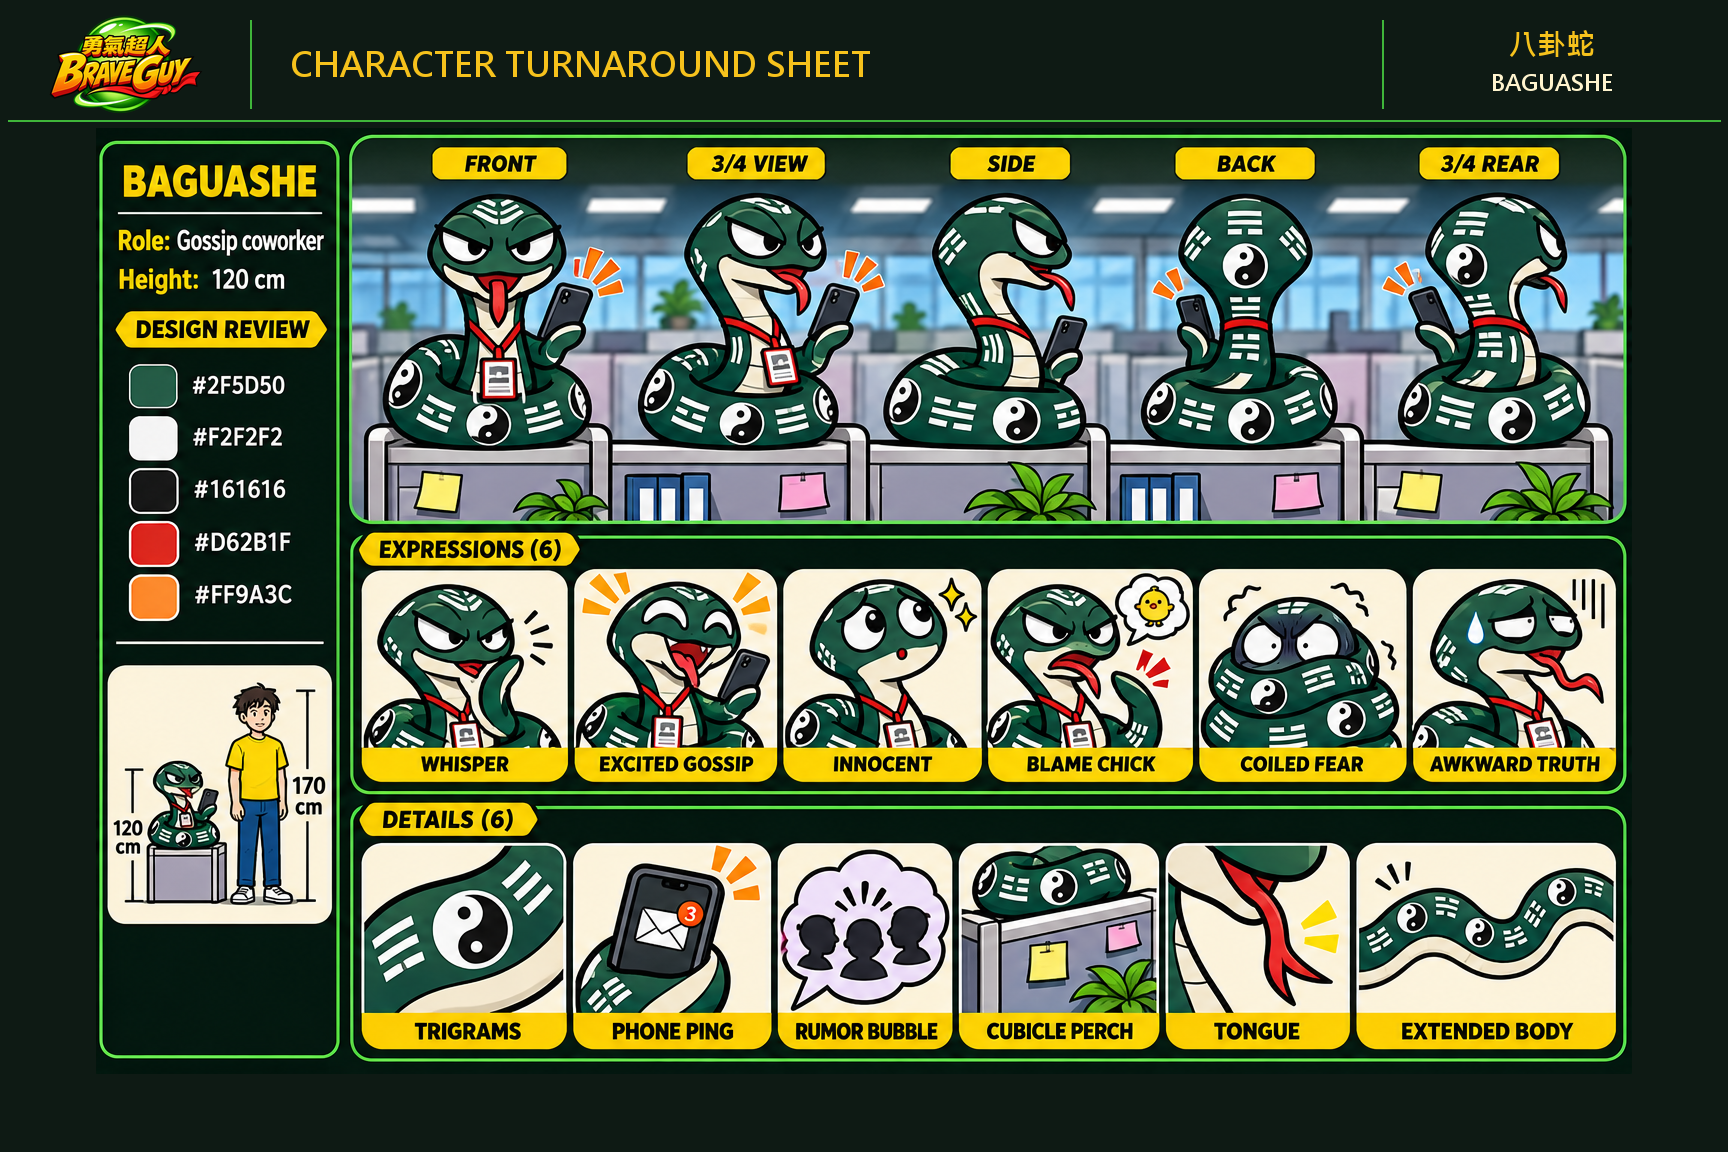 勇氣超人
BRAVEGUY
CHARACTER TURNAROUND SHEET
八卦蛇
BAGUASHE
BAGUASHE
Role: Gossip coworker
Height: 120 cm
DESIGN REVIEW
#2F5D50
#F2F2F2
#161616
#D62B1F
#FF9A3C
120
cm
170
cm
FRONT
3/4 VIEW
SIDE
BACK
3/4 REAR
EXPRESSIONS (6)
WHISPER
EXCITED GOSSIP
INNOCENT
BLAME CHICK
COILED FEAR
AWKWARD TRUTH
DETAILS (6)
3
TRIGRAMS
PHONE PING
RUMOR BUBBLE
CUBICLE PERCH
TONGUE
EXTENDED BODY